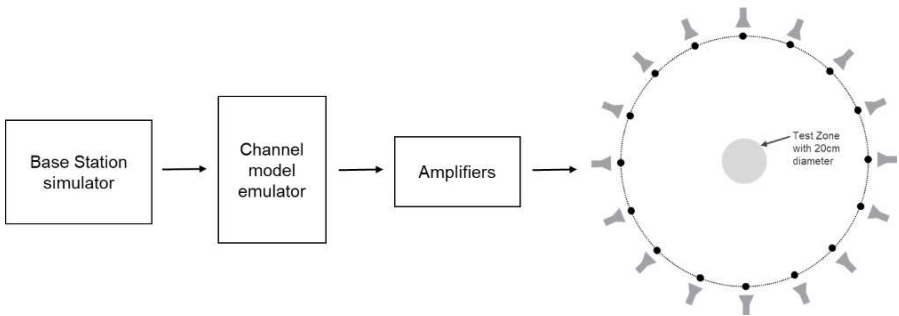 Base Station
simulator
Channel
model
emulator
Amplifiers
Test Zone
with 20cm
diameter